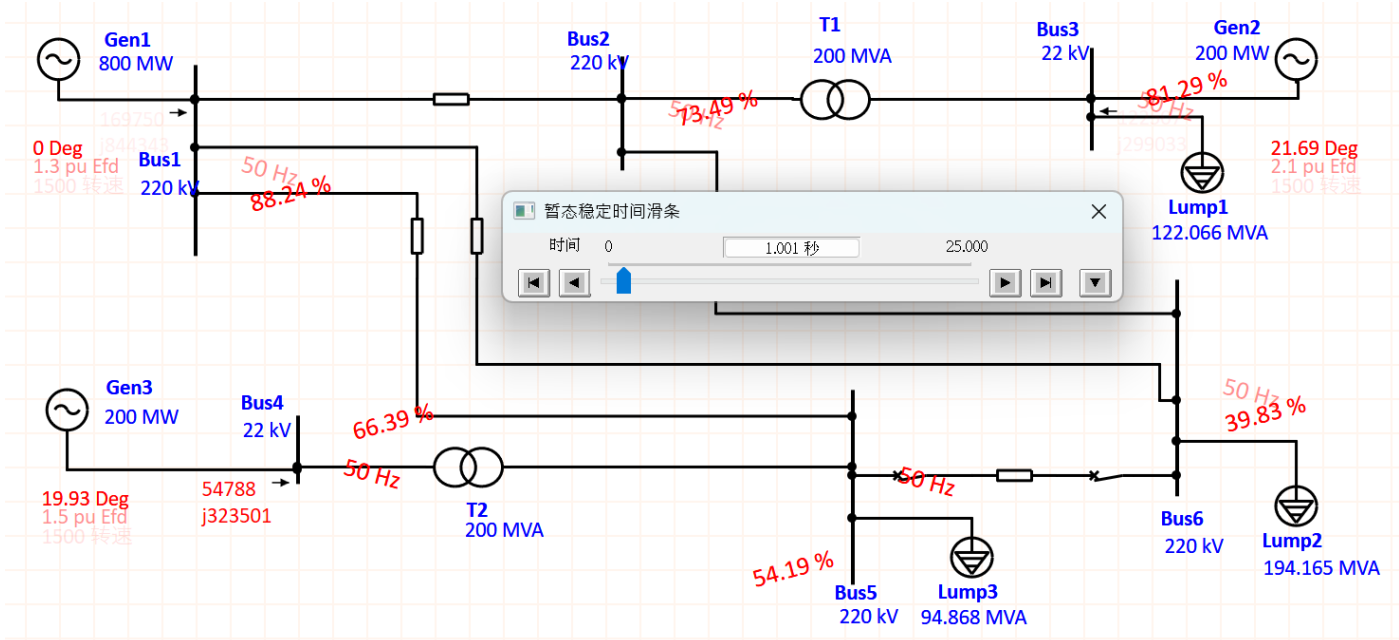 Gen1
800 MW
Bus2
220 kV
T1
200 MVA
Bus3
22 kV
Gen2
200 MW
81.29 %
50 Hz
73.49 %
50 Hz
169750
j844343
j299033
0 Deg
1.3 pu Efd
1500 转速
Bus1
220 kV
50 Hz
88.24 %
21.69 Deg
2.1 pu Efd
1500 转速
Lump1
122.066 MVA
暂态稳定时间滑条
时间
0
1.001 秒
25.000
Gen3
200 MW
Bus4
22 kV
66.39 %
50 Hz
19.93 Deg
1.5 pu Efd
1500 转速
54788
j323501
T2
200 MVA
50 Hz
50 Hz
39.83 %
Bus6
220 kV
Lump2
194.165 MVA
54.19 %
Bus5
220 kV
Lump3
94.868 MVA